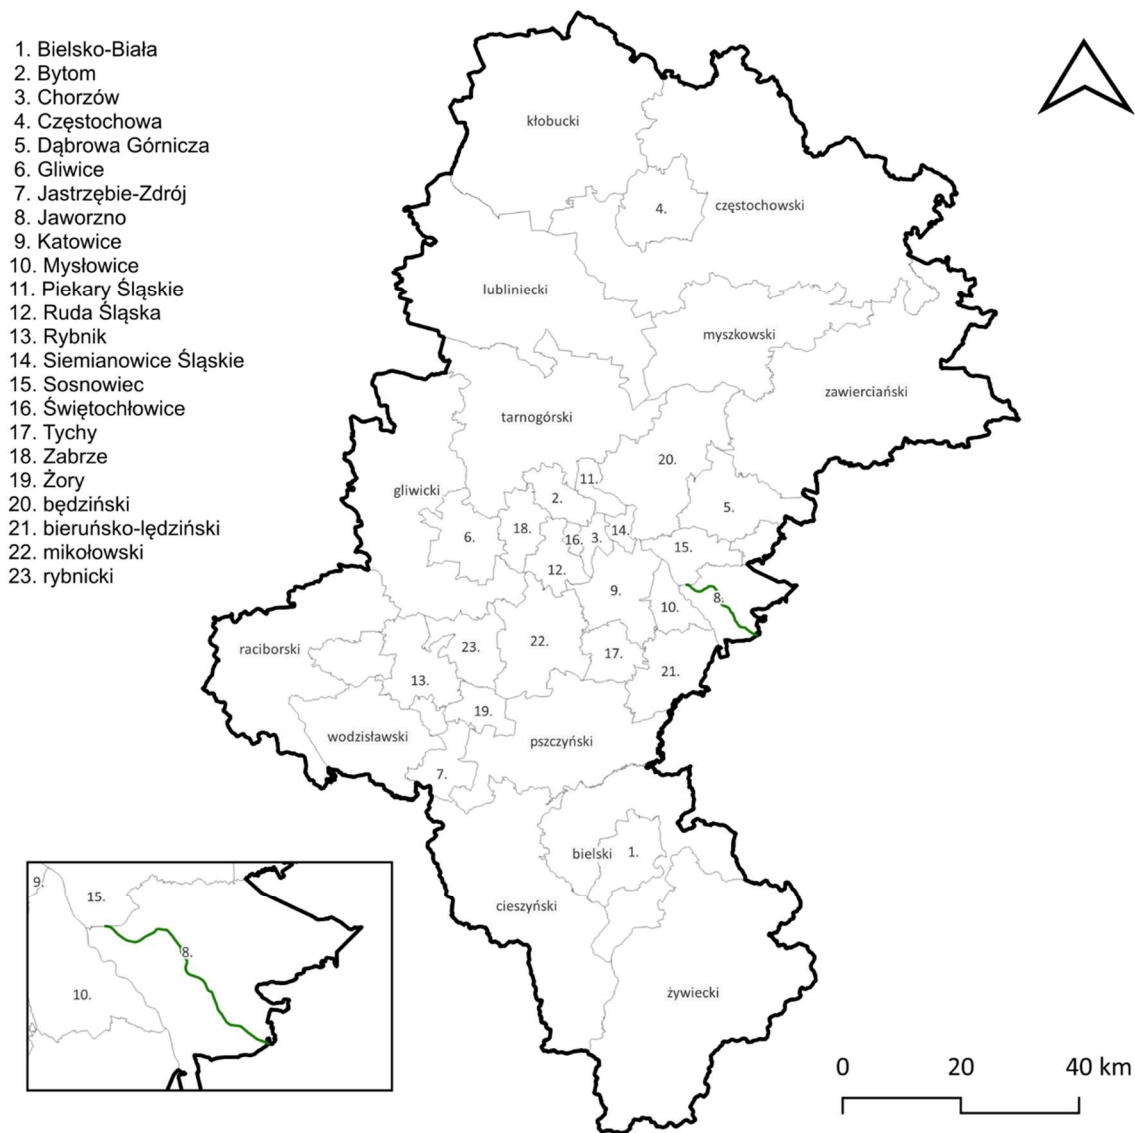 1. Bielsko-Biała
2. Bytom
3. Chorzów
4. Częstochowa
5. Dąbrowa Górnicza
6. Gliwice
7. Jastrzębie-Zdrój
8. Jaworzno
9. Katowice
10. Mysłowice
11. Piekary Śląskie
12. Ruda Śląska
13. Rybnik
14. Siemianowice Śląskie
15. Sosnowiec
16. Świętochłowice
17. Tychy
18. Zabrze
19. Żory
20. będziński
21. bieruńsko-lędziński
22. mikołowski
23. rybnicki
kłobucki
4.
częstochowski
lubliniecki
myszkowski
zawierciański
tarnogórski
20.
11.
gliwicki
2.
5.
18.
14.
6.
16.
3.
15.
12.
9.
8.
10.
raciborski
23.
22.
17.
21.
13.
19.
wodzisławski
pszczyński
7.
bielski
1.
cieszyński
żywiecki
9.
15.
8.
10.
0
20
40 km